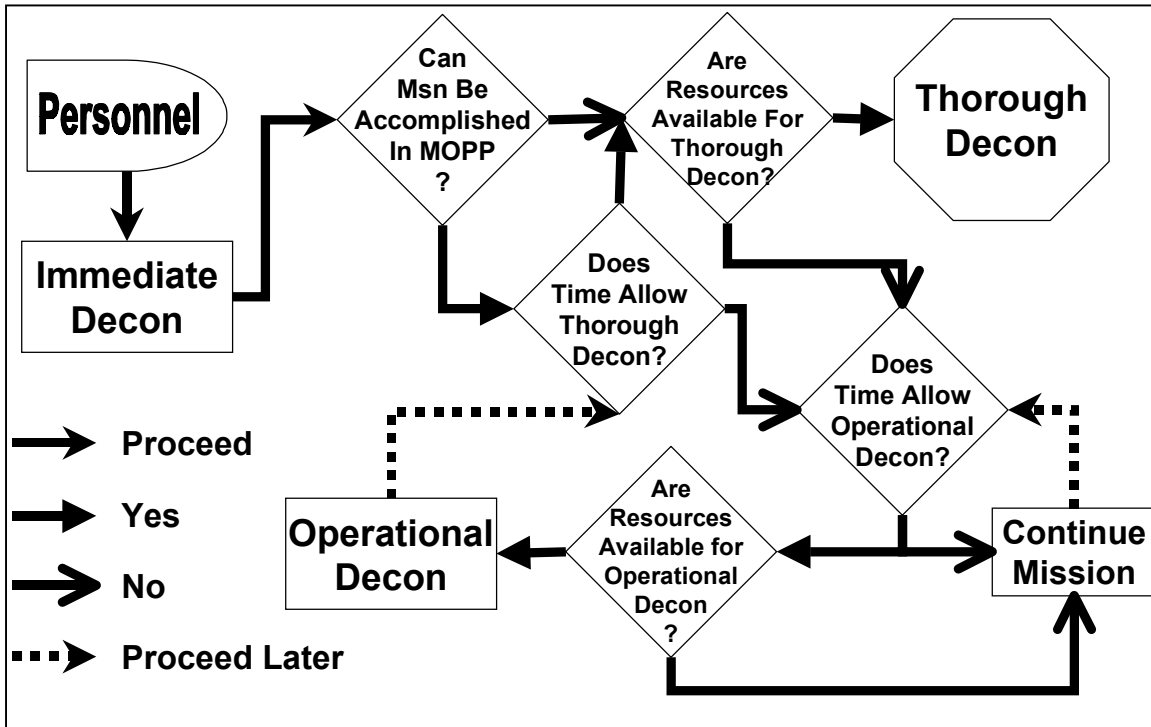 Personnel
Immediate
Decon
Can
Msn Be
Accomplished
In MOPP
?
Are
Resources
Available For
Thorough
Decon?
Thorough
Decon
Does
Time Allow
Thorough
Decon?
Does
Time Allow
Operational
Decon?
Are
Resources
Available for
Operational
Decon
?
Operational
Decon
Continue
Mission
Proceed
Yes
No
Proceed Later